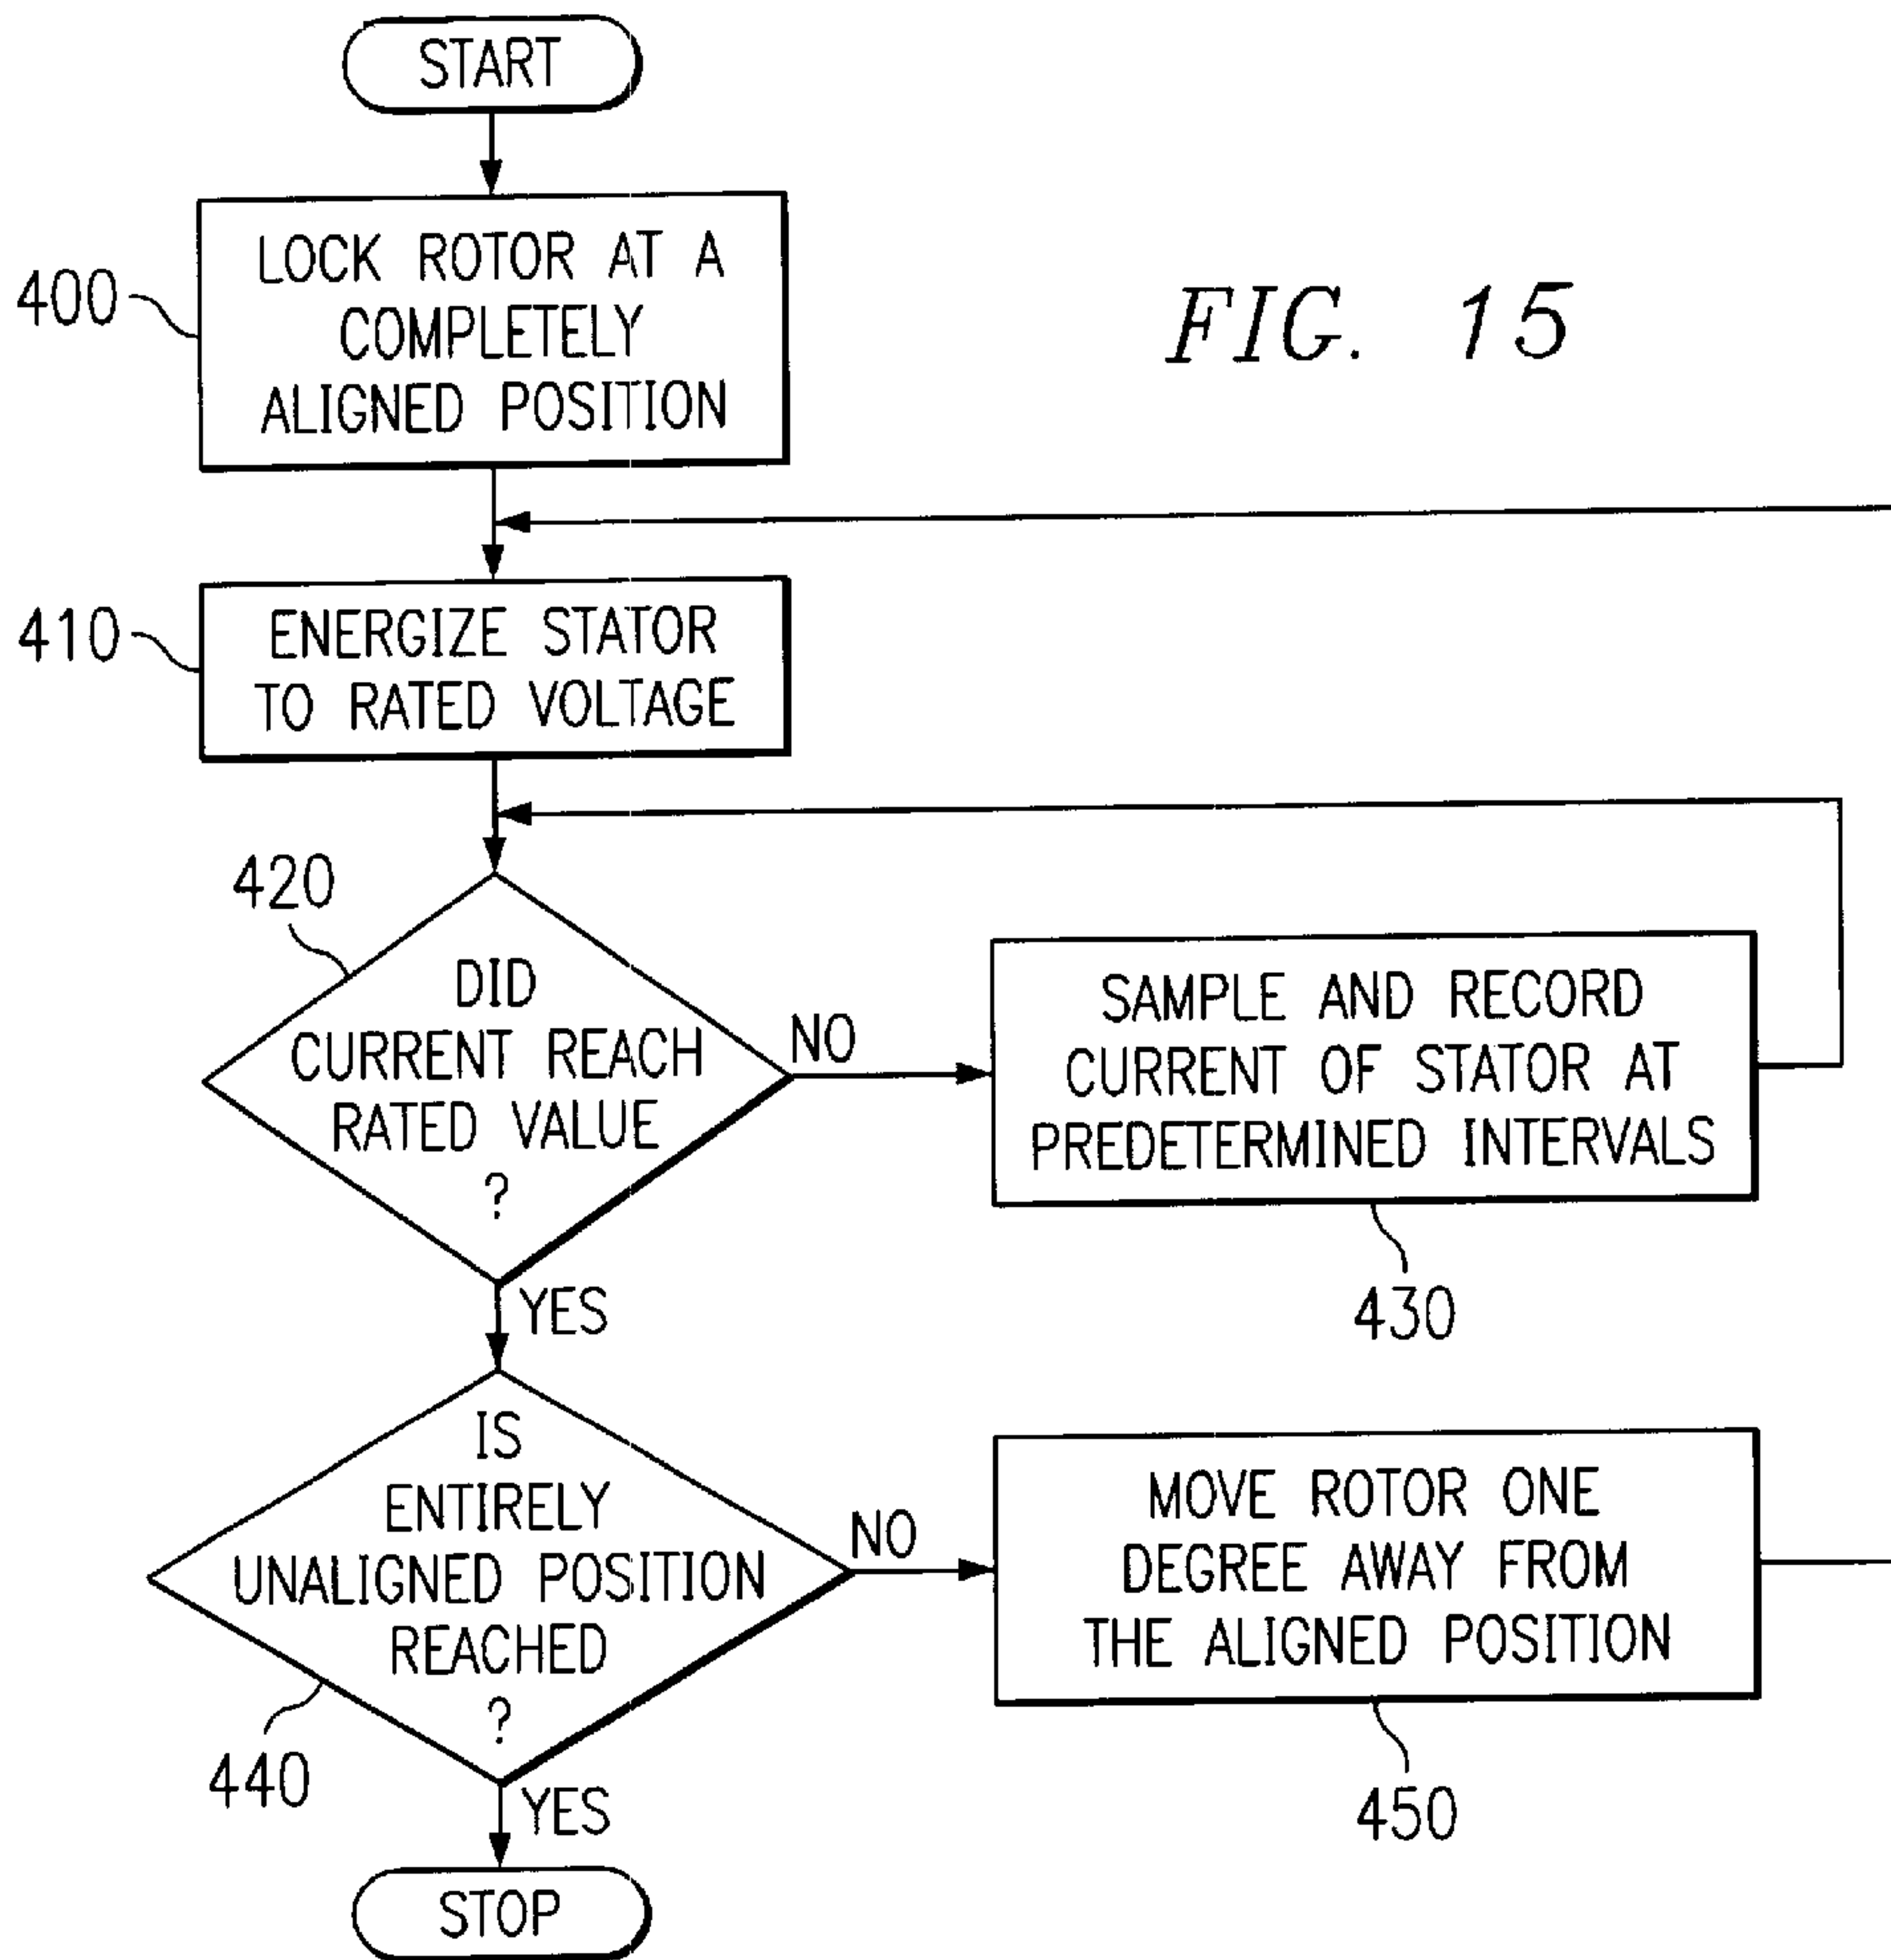 START
400
LOCK ROTOR AT A
COMPLETELY
ALIGNED POSITION
FIG. 15
410
ENERGIZE STATOR
TO RATED VOLTAGE
420
DID
CURRENT REACH
RATED VALUE
?
NO
SAMPLE AND RECORD
CURRENT OF STATOR AT
PREDETERMINED INTERVALS
430
YES
IS
ENTIRELY
UNALIGNED POSITION
REACHED
?
440
NO
MOVE ROTOR ONE
DEGREE AWAY FROM
THE ALIGNED POSITION
450
YES
STOP